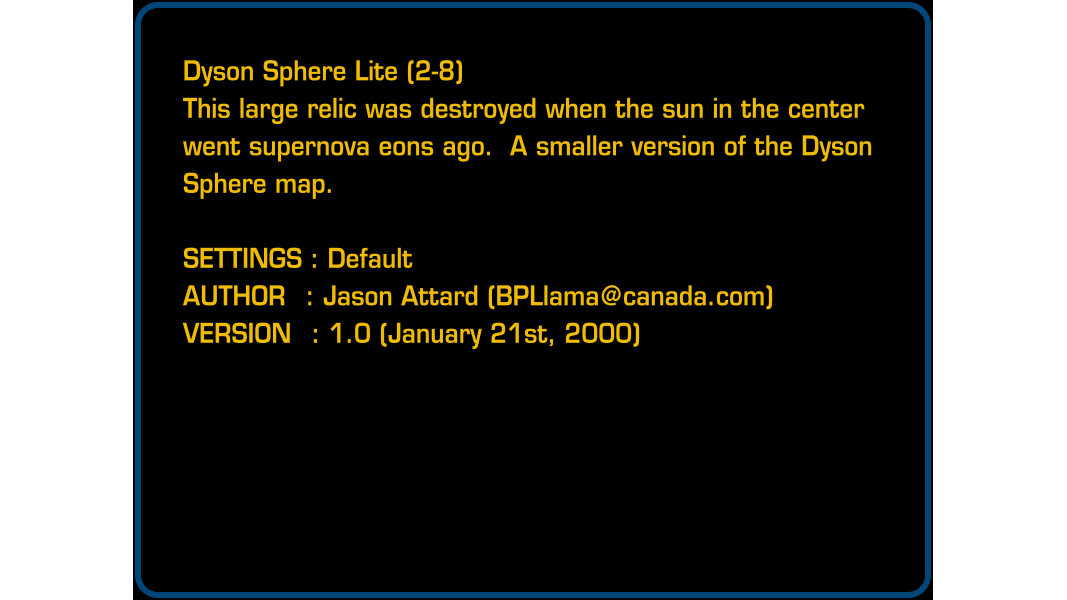 Dyson Sphere Lite (2-8)
This large relic was destroyed when the sun in the center
went supernova eons ago.  A smaller version of the Dyson
Sphere map.
SETTINGS : Default
AUTHOR  : Jason Attard (BPLlama@canada.com)
VERSION  : 1.0 (January 21st, 2000)